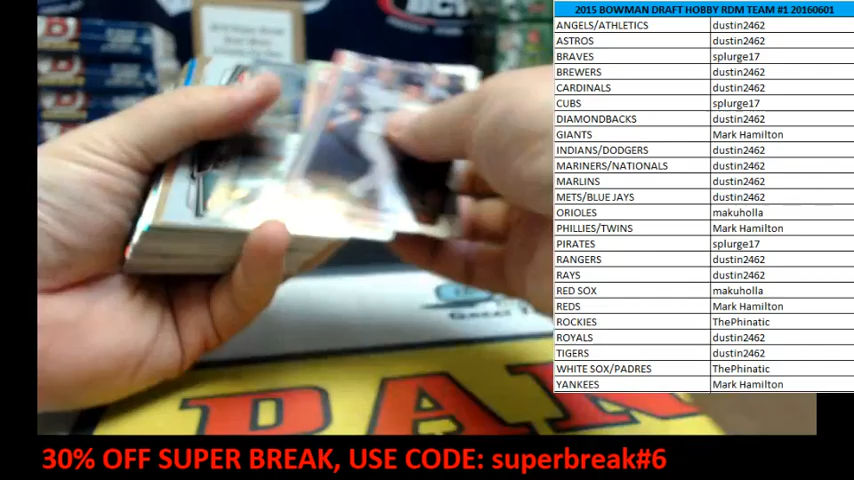 2015 BOWMAN DRAFT HOBBY RDM TEAM #1 20160601
ANGELS/ATHLETICS dustin2462
ASTROS dustin2462
BRAVES splurge17
BREWERS dustin2462
CARDINALS dustin2462
CUBS splurge17
DIAMONDBACKS dustin2462
GIANTS Mark Hamilton
INDIANS/DODGERS dustin2462
MARINERS/NATIONALS dustin2462
MARLINS dustin2462
METS/BLUE JAYS dustin2462
ORIOLES makuholla
PHILLIES/TWINS Mark Hamilton
PIRATES splurge17
RANGERS dustin2462
RAYS dustin2462
RED SOX makuholla
REDS Mark Hamilton
ROCKIES ThePhinatic
ROYALS dustin2462
TIGERS dustin2462
WHITE SOX/PADRES ThePhinatic
YANKEES Mark Hamilton
30% OFF SUPER BREAK, USE CODE: superbreak#6